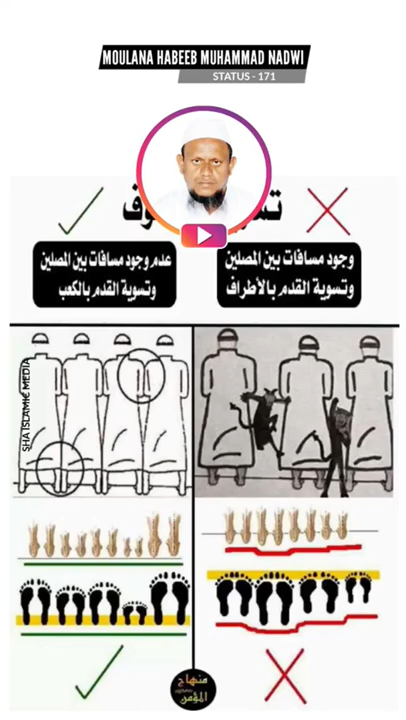 MOULANA HABEEB MUHAMMAD NADWI
STATUS - 171
عدم وجود مسافات بين المصلين
وتسوية القدم بالكعب
وجود مسافات بين المصلين
وتسوية القدم بالأطراف
SHA ISLAMIC MEDIA
منهاج
المؤمن